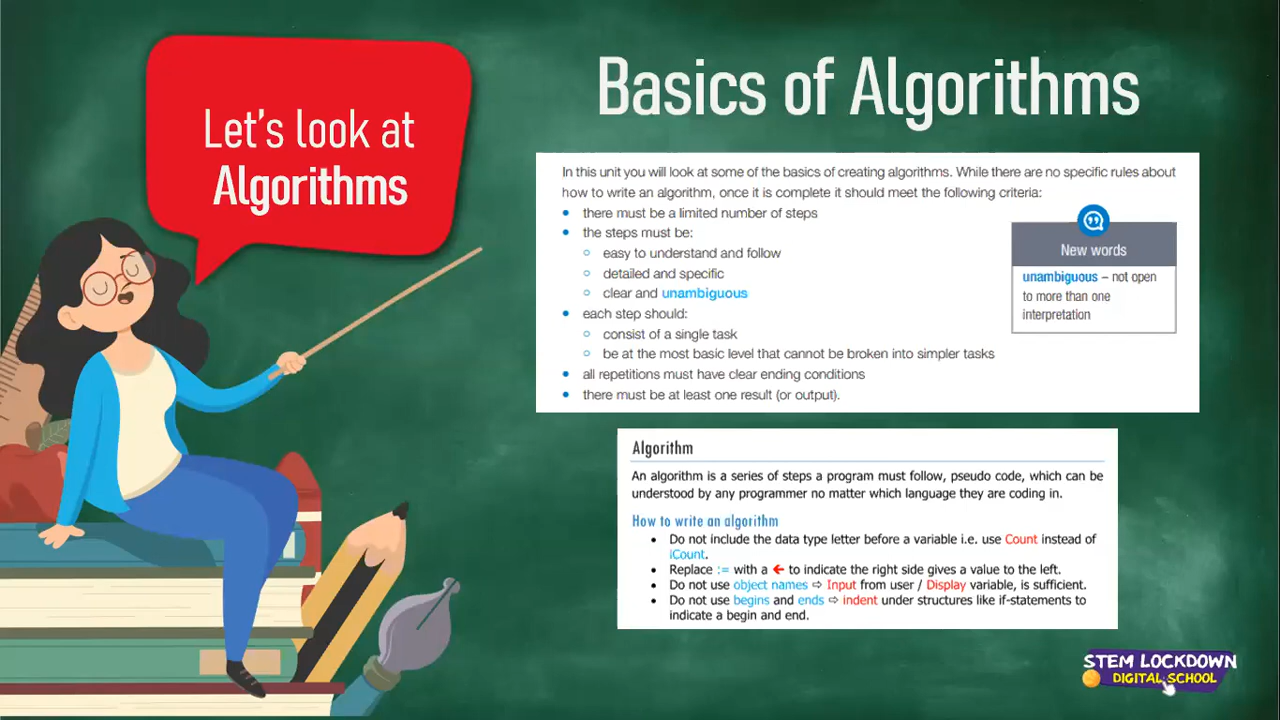 Let's look at
Algorithms
Basics of Algorithms
In this unit you will look at some of the basics of creating algorithms. While there are no specific rules about
how to write an algorithm, once it is complete it should meet the following criteria:
• there must be a limited number of steps
• the steps must be:
○ easy to understand and follow
○ detailed and specific
○ clear and unambiguous
• each step should:
○ consist of a single task
○ be at the most basic level that cannot be broken into simpler tasks
• all repetitions must have clear ending conditions
• there must be at least one result (or output).
New words
unambiguous – not open
to more than one
interpretation
Algorithm
An algorithm is a series of steps a program must follow, pseudo code, which can be
understood by any programmer no matter which language they are coding in.
How to write an algorithm
• Do not include the data type letter before a variable i.e. use Count instead of
iCount.
• Replace := with a ← to indicate the right side gives a value to the left.
• Do not use object names ⇨ Input from user / Display variable, is sufficient.
• Do not use begins and ends ⇨ indent under structures like if-statements to
indicate a begin and end.
STEM LOCKDOWN
DIGITAL SCHOOL